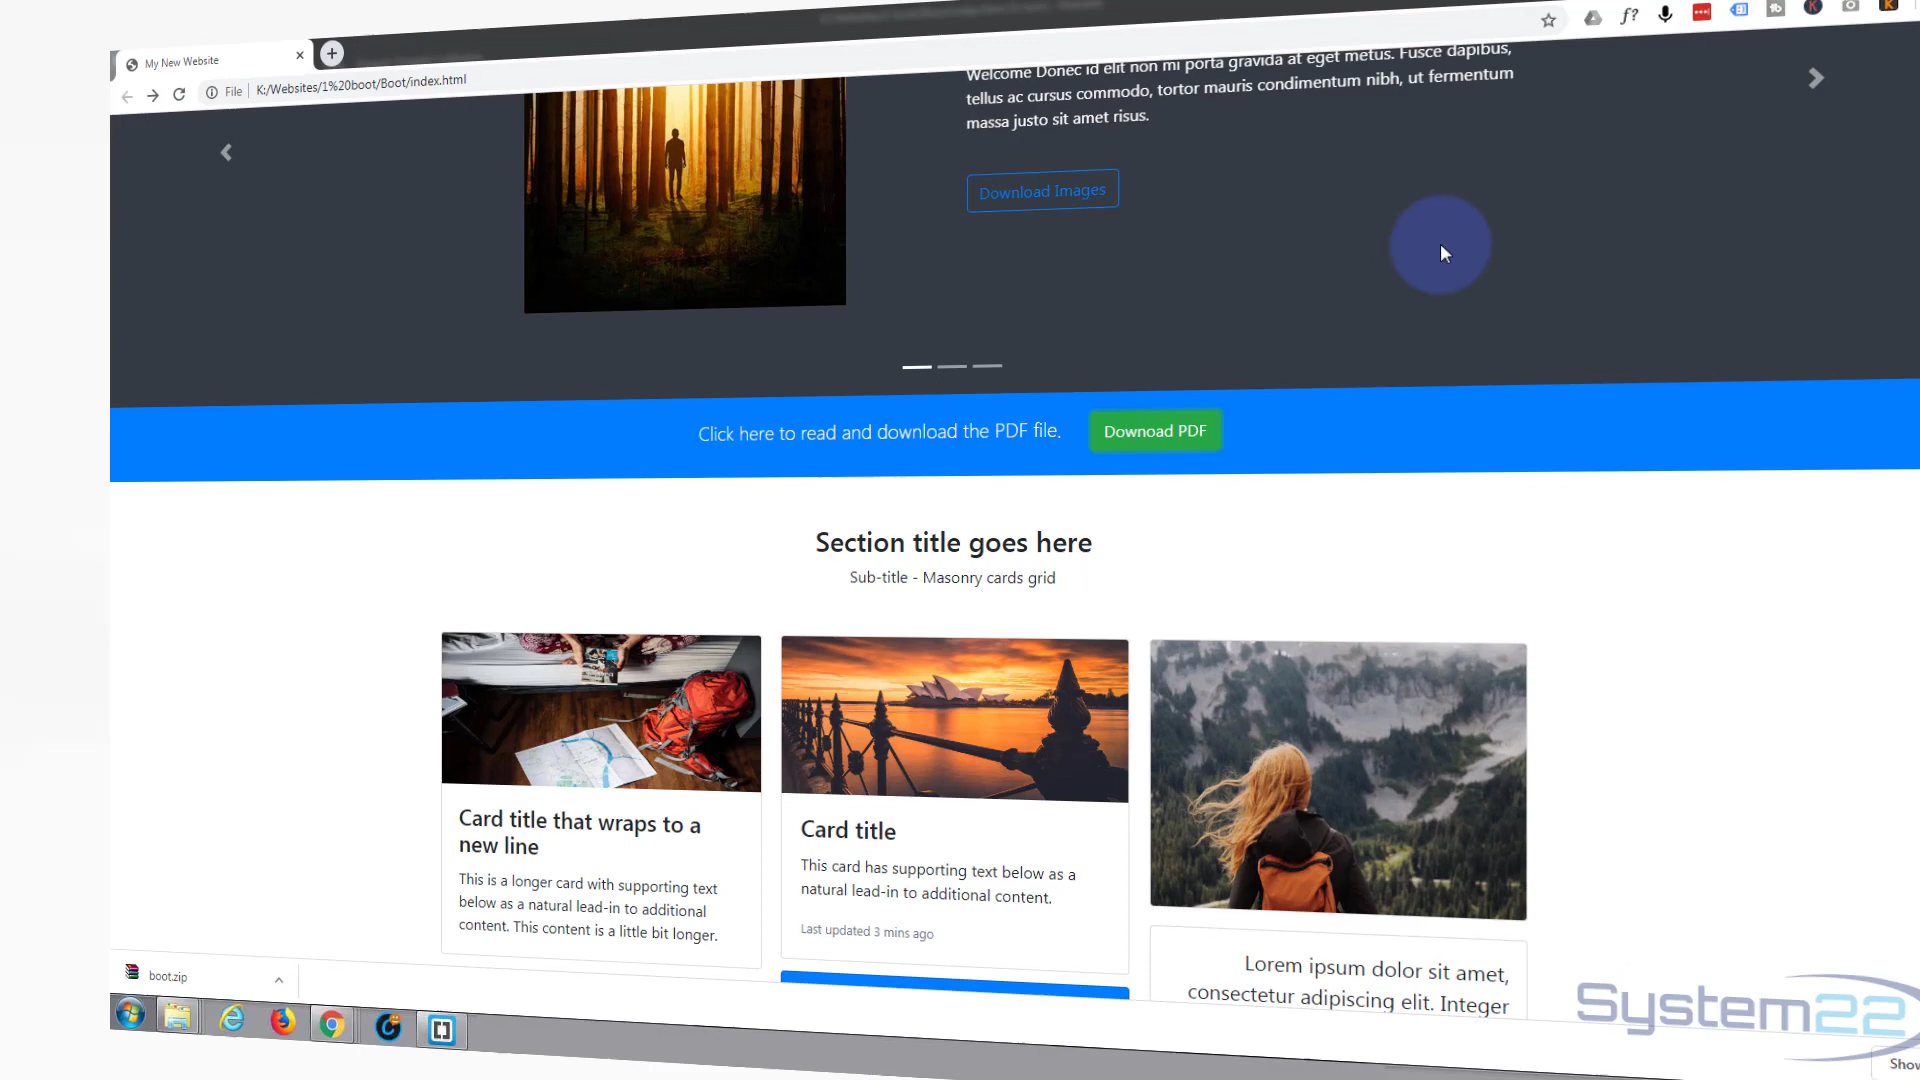 My New Website
File
K:/Websites/1%20boot/Boot/index.html
f?
Welcome Donec id elit non mi porta gravida at eget metus. Fusce dapibus,
tellus ac cursus commodo, tortor mauris condimentum nibh, ut fermentum
massa justo sit amet risus.
Download Images
Click here to read and download the PDF file.
Downoad PDF
Section title goes here
Sub-title - Masonry cards grid
Card title that wraps to a
new line
This is a longer card with supporting text
below as a natural lead-in to additional
content. This content is a little bit longer.
Card title
This card has supporting text below as a
natural lead-in to additional content.
Last updated 3 mins ago
Lorem ipsum dolor sit amet,
consectetur adipiscing elit. Integer
boot.zip
System22
Show